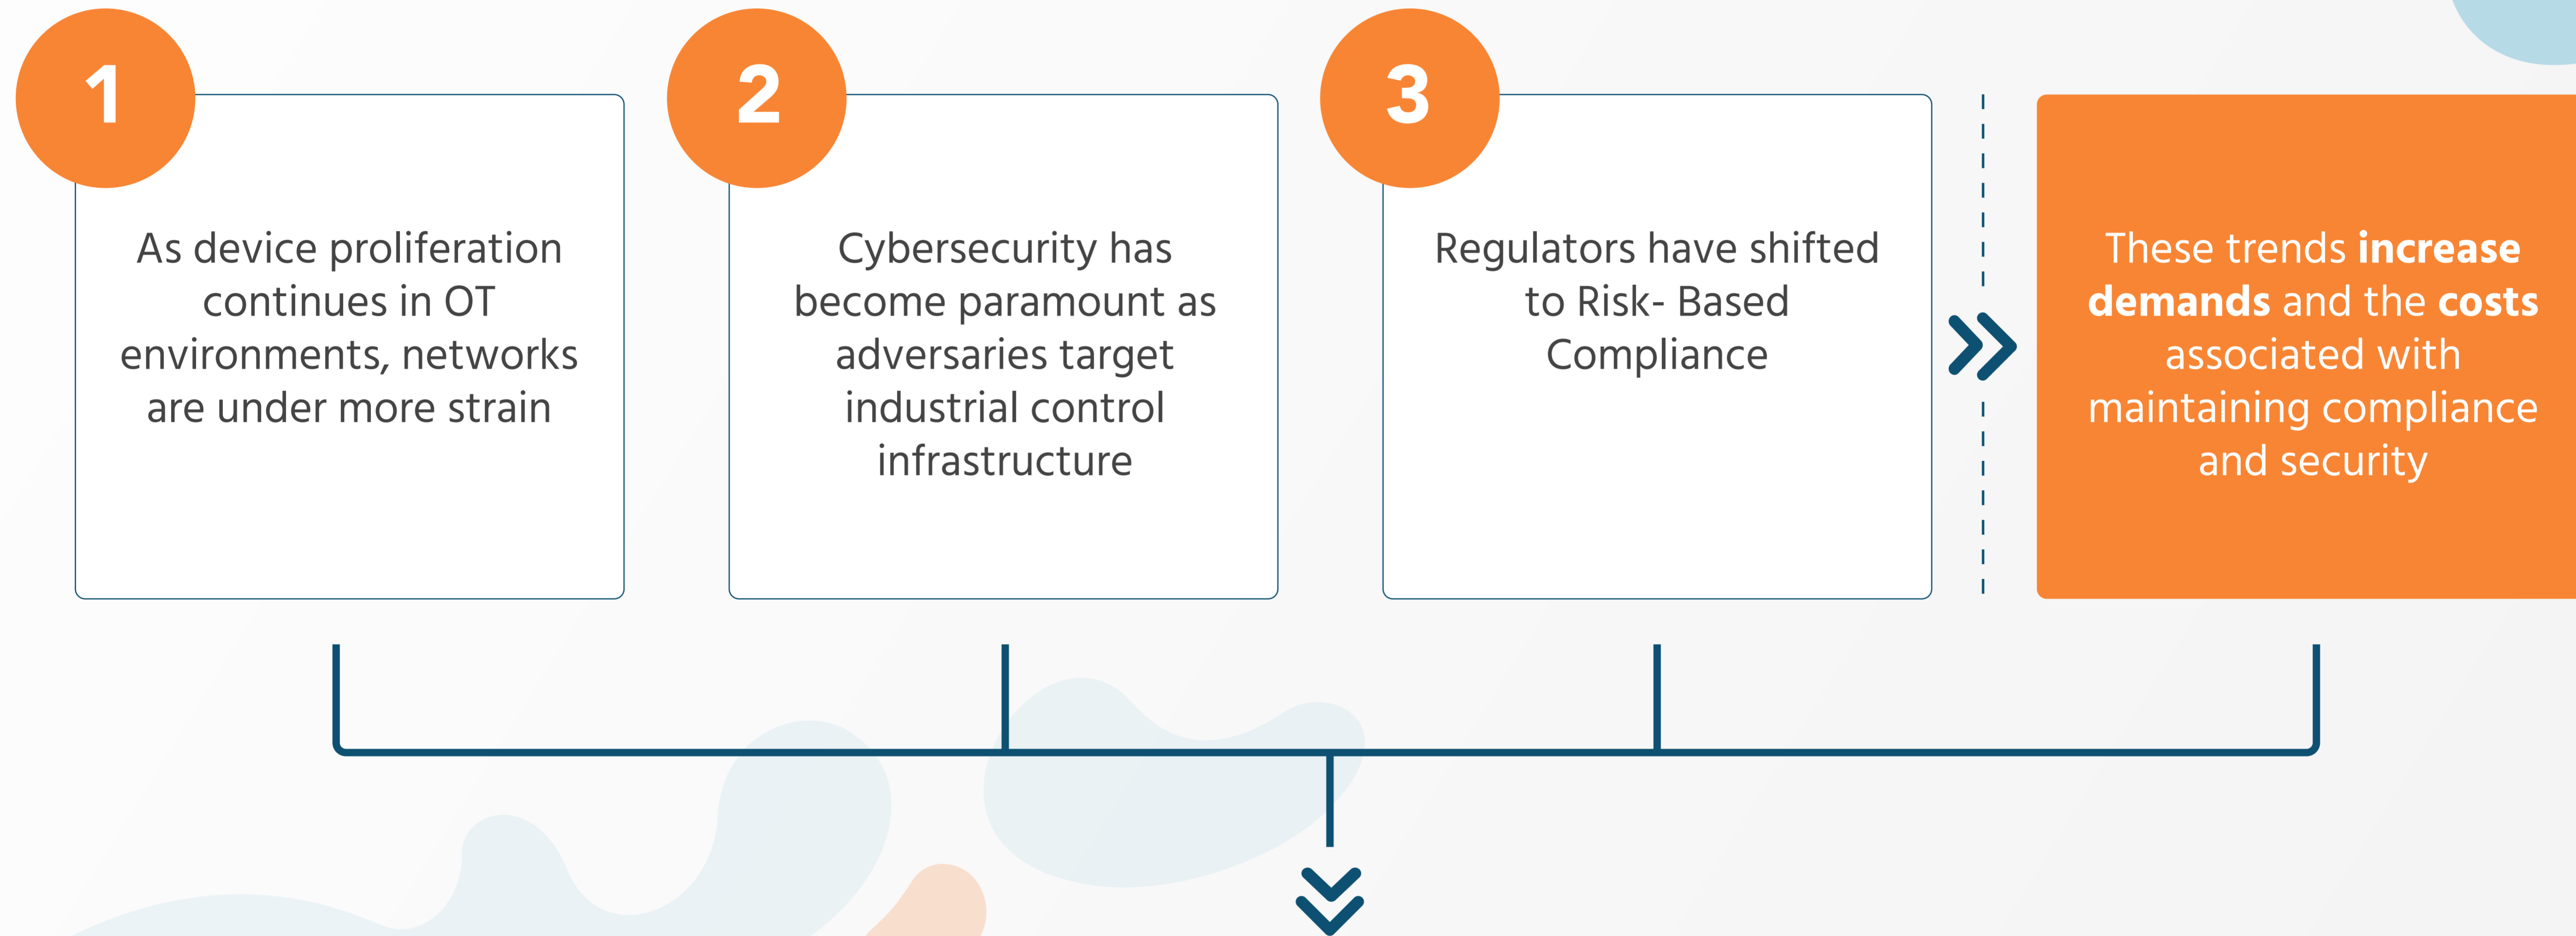 1
As device proliferation
continues in OT
environments, networks
are under more strain
2
Cybersecurity has
become paramount as
adversaries target
industrial control
infrastructure
3
Regulators have shifted
to Risk- Based
Compliance
These trends increase
demands and the costs
associated with
maintaining compliance
and security